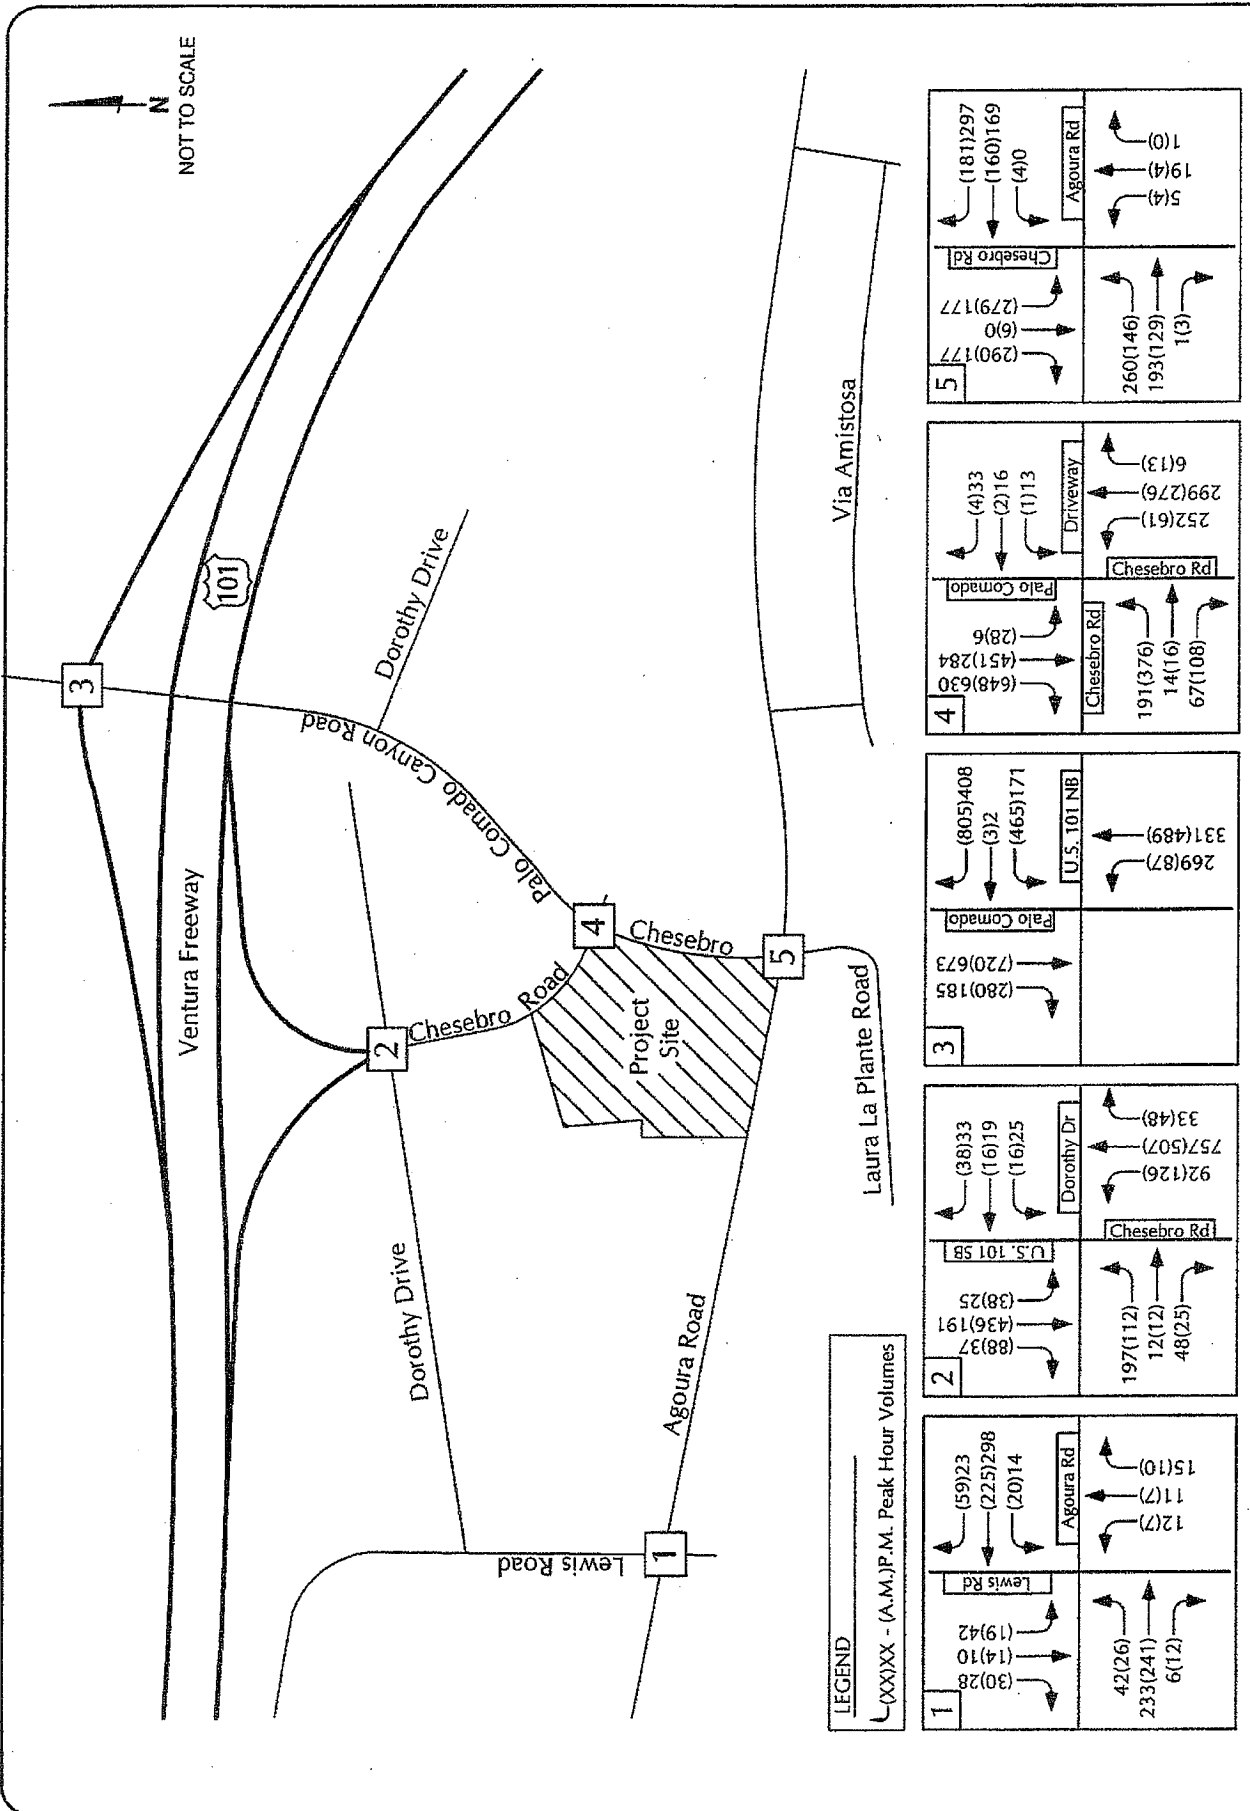 N
NOT TO SCALE
3
101
Ventura Freeway
Palo Comado Canyon Road
Dorothy Drive
2
Chesebro Road
4
Chesebro
Project
Site
5
Dorothy Drive
Lewis Road
1
Agoura Road
Laura La Plante Road
Via Amistosa
LEGEND
(XX)XX - (A.M.)P.M. Peak Hour Volumes
1
(30)28
(14)10
(19)42
Lewis Rd
(59)23
(225)298
(20)14
Agoura Rd
42(26)
233(241)
6(12)
12(7)
11(7)
15(10)
2
(88)37
(436)191
(38)25
U.S. 101 SB
(38)33
(16)19
(16)25
Dorothy Dr
197(112)
12(12)
48(25)
Chesebro Rd
92(126)
757(507)
33(48)
3
(280)185
(720)673
Palo Comado
(805)408
(3)2
(465)171
U.S. 101 NB
269(87)
331(489)
4
(648)630
(451)284
(28)6
Palo Comado
(4)33
(2)16
(1)13
Driveway
Chesebro Rd
191(376)
14(16)
67(108)
Chesebro Rd
252(61)
299(276)
6(13)
5
(290)177
(6)0
(279)177
Chesebro Rd
(181)297
(160)169
(4)0
Agoura Rd
260(146)
193(129)
1(3)
5(4)
19(4)
1(0)